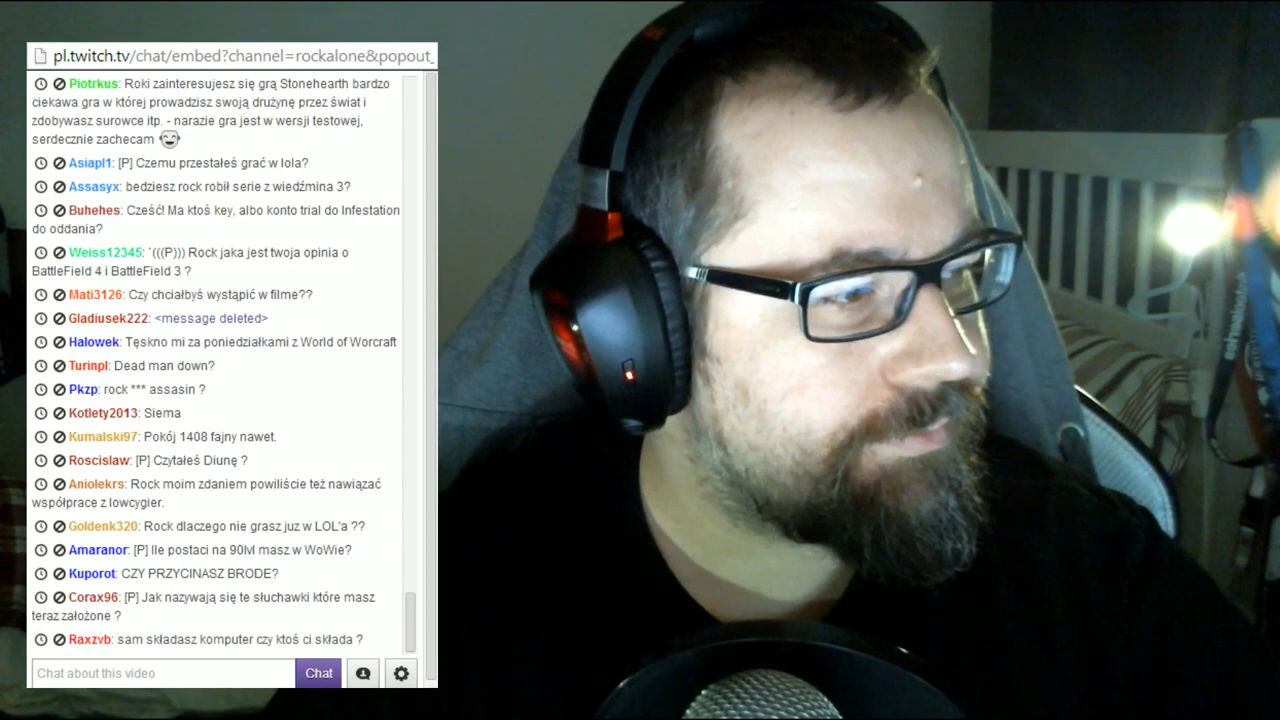 pl.twitch.tv/chat/embed?channel=rockalone&popout_
Piotrkus: Roki zainteresujesz się grą Stonehearth bardzo
ciekawa gra w której prowadzisz swoją drużynę przez świat i
zdobywasz surowce itp. - narazie gra jest w wersji testowej,
serdecznie zachecam
Asiapl1: [P] Czemu przestałeś grać w lola?
Assasyx: bedziesz rock robił serie z wiedźmina 3?
Buhehes: Cześć! Ma ktoś key, albo konto trial do Infestation
do oddania?
Weiss12345: `(((P))) Rock jaka jest twoja opinia o
BattleField 4 i BattleField 3 ?
Mati3126: Czy chciałbyś wystąpić w filme??
Gladiusek222: <message deleted>
Halowek: Tęskno mi za poniedziałkami z World of Worcraft
Turinpl: Dead man down?
Pkzp: rock *** assasin ?
Kotlety2013: Siema
Kumalski97: Pokój 1408 fajny nawet.
Roscislaw: [P] Czytałeś Diunę ?
Aniolekrs: Rock moim zdaniem powiliście też nawiązać
współprace z lowcygier.
Goldenk320: Rock dlaczego nie grasz juz w LOL'a ??
Amaranor: [P] Ile postaci na 90lvl masz w WoWie?
Kuporot: CZY PRZYCINASZ BRODE?
Corax96: [P] Jak nazywają się te słuchawki które masz
teraz założone ?
Raxzvb: sam składasz komputer czy ktoś ci składa ?
Chat about this video
Chat